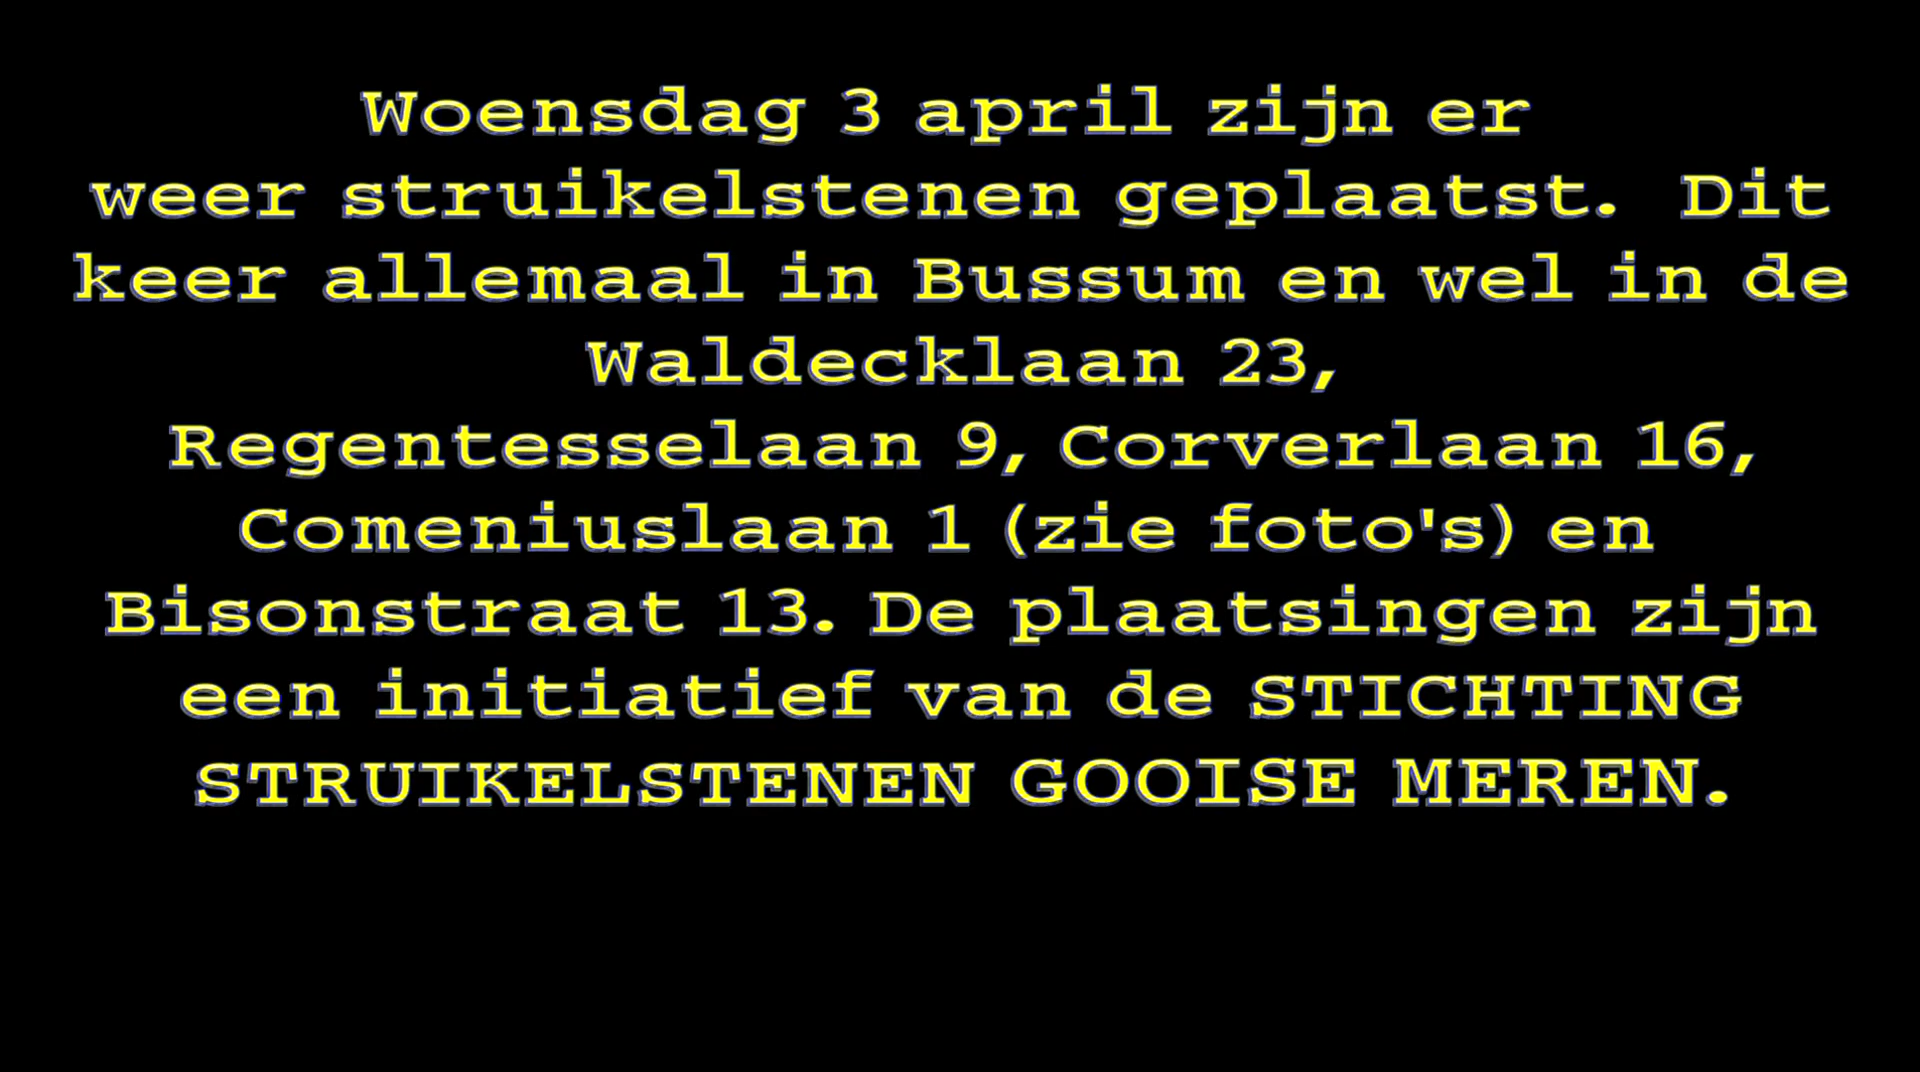 Woensdag 3 april zijn er
weer struikelstenen geplaatst. Dit
keer allemaal in Bussum en wel in de
Waldecklaan 23,
Regentesselaan 9, Corverlaan 16,
Comeniuslaan 1 (zie foto's) en
Bisonstraat 13. De plaatsingen zijn
een initiatief van de STICHTING
STRUIKELSTENEN GOOISE MEREN.